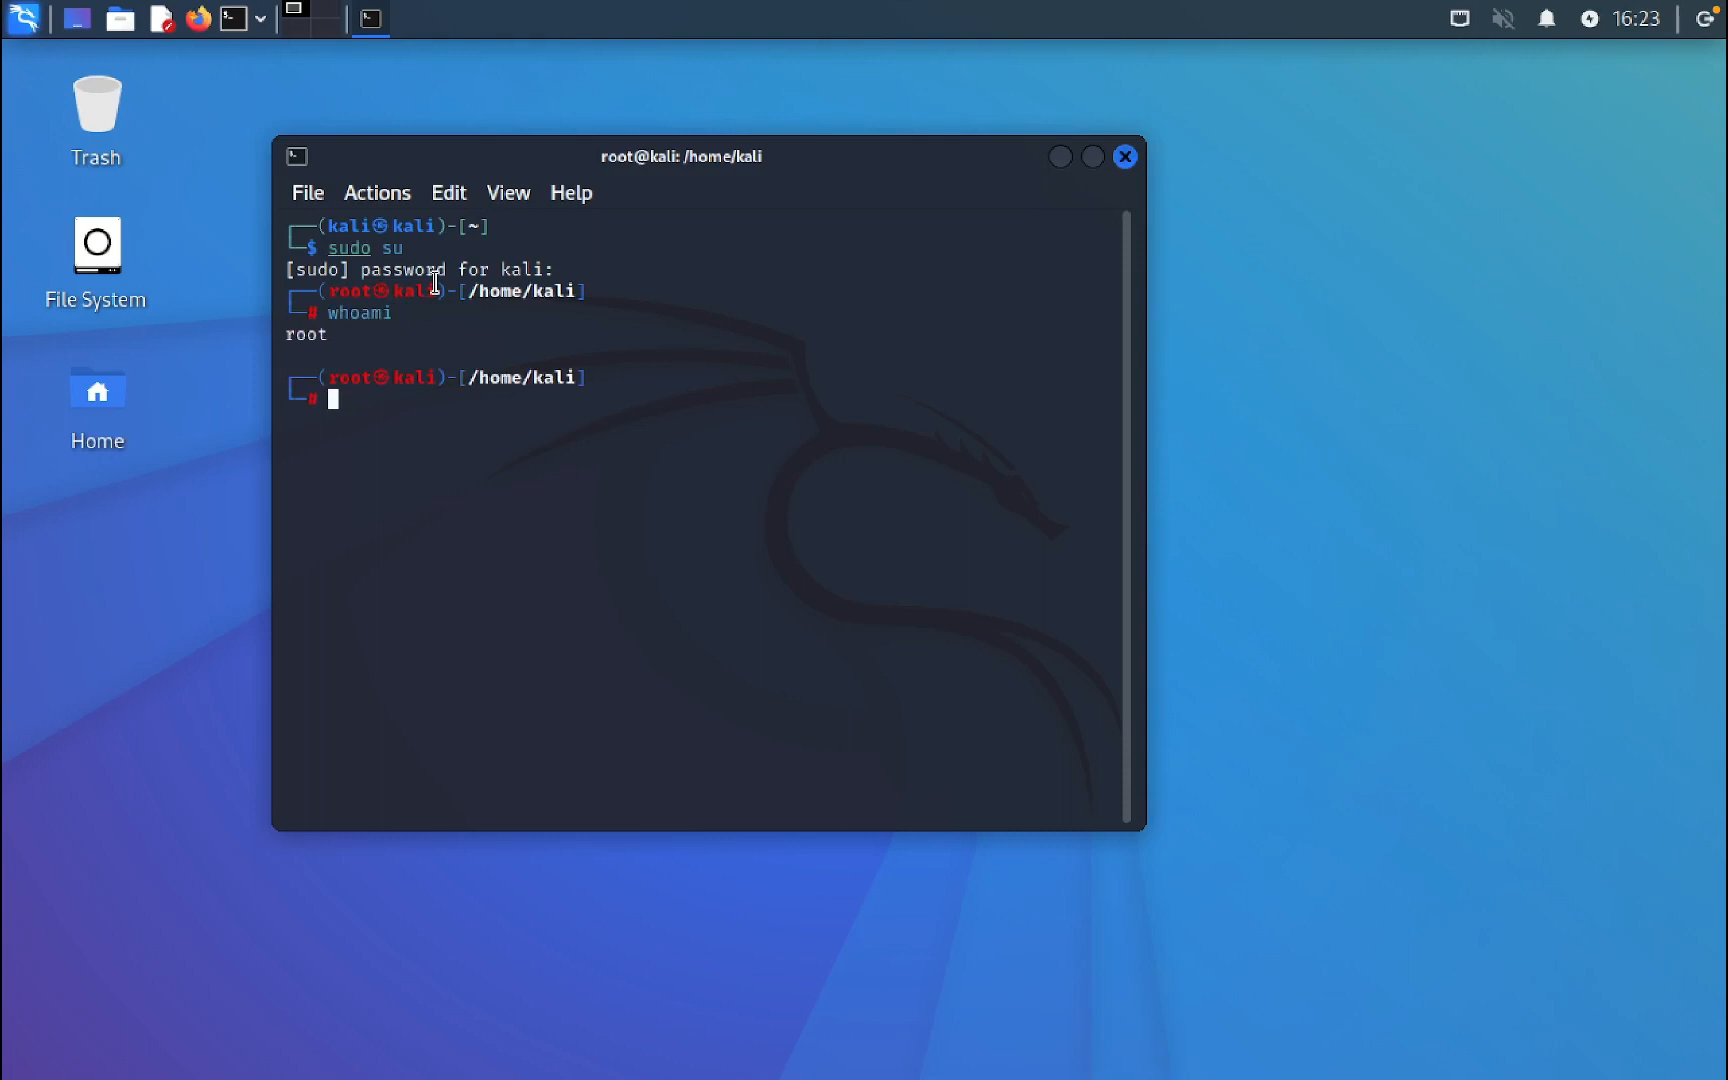 16:23
Trash
File System
Home
root@kali: /home/kali
File Actions Edit View Help
┌──(kali㉿kali)-[~]
└─$ sudo su
[sudo] password for kali:
┌──(root㉿kali)-[/home/kali]
└─# whoami
root
┌──(root㉿kali)-[/home/kali]
└─#